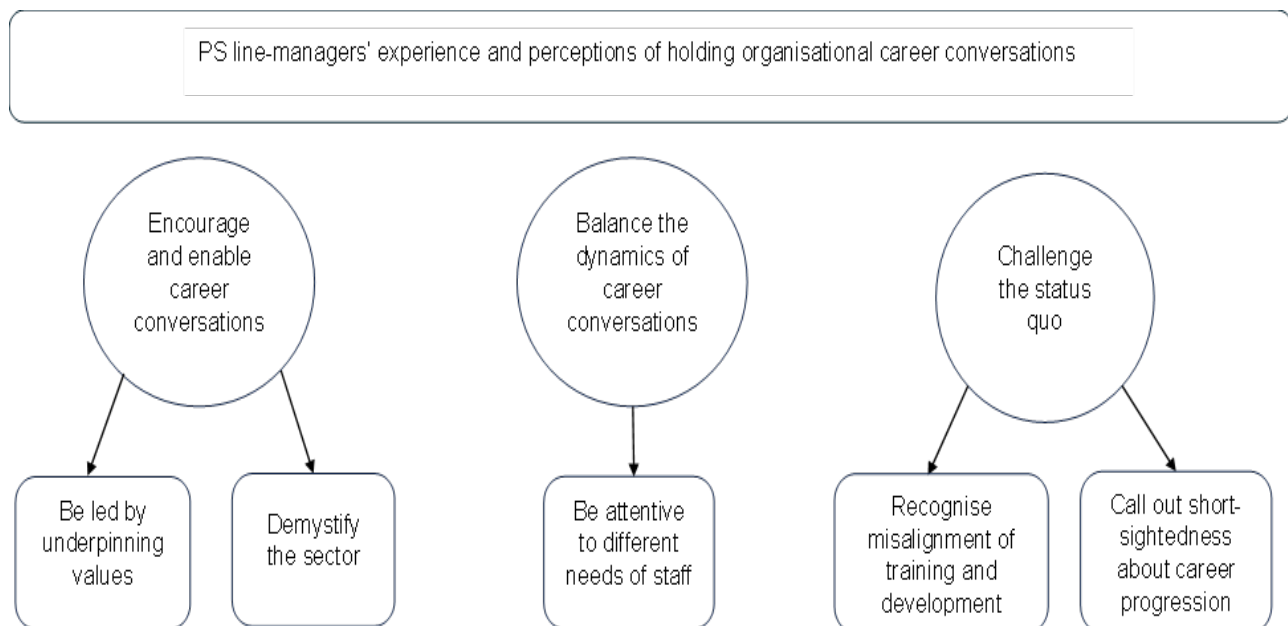 PS line-managers' experience and perceptions of holding organisational career conversations
Encourage
and enable
career
conversations
Balance the
dynamics of
career
conversations
Challenge
the status
quo
Be led by
underpinning
values
Demystify
the sector
Be attentive
to different
needs of staff
Recognise
misalignment of
training and
development
Call out short-
sightedness
about career
progression